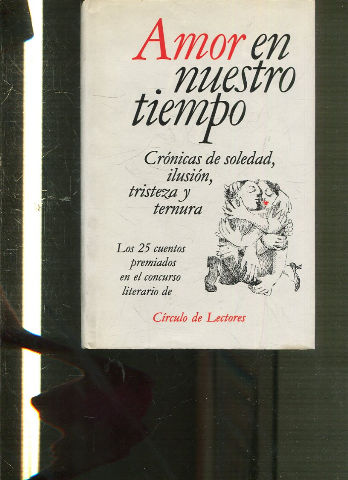 Amor en
nuestro
tiempo
Crónicas de soledad,
ilusión,
tristeza y
ternura
Los 25 cuentos
premiados
en el concurso
literario de
Círculo de Lectores